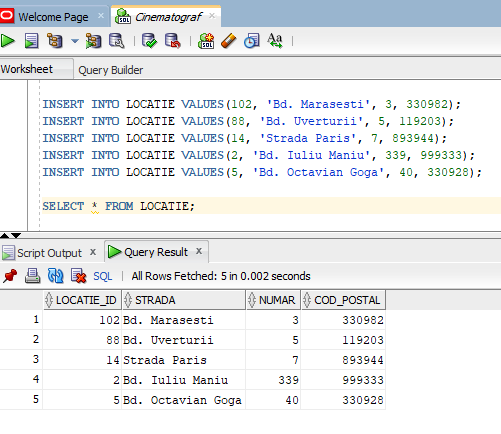 Welcome Page x Cinematograf x
Worksheet Query Builder
INSERT INTO LOCATIE VALUES(102, 'Bd. Marasesti', 3, 330982);
INSERT INTO LOCATIE VALUES(88, 'Bd. Uverturii', 5, 119203);
INSERT INTO LOCATIE VALUES(14, 'Strada Paris', 7, 893944);
INSERT INTO LOCATIE VALUES(2, 'Bd. Iuliu Maniu', 339, 999333);
INSERT INTO LOCATIE VALUES(5, 'Bd. Octavian Goga', 40, 330928);
SELECT * FROM LOCATIE;
Script Output x Query Result x
SQL | All Rows Fetched: 5 in 0.002 seconds
LOCATIE_ID STRADA NUMAR COD_POSTAL
1 102 Bd. Marasesti 3 330982
2 88 Bd. Uverturii 5 119203
3 14 Strada Paris 7 893944
4 2 Bd. Iuliu Maniu 339 999333
5 5 Bd. Octavian Goga 40 330928